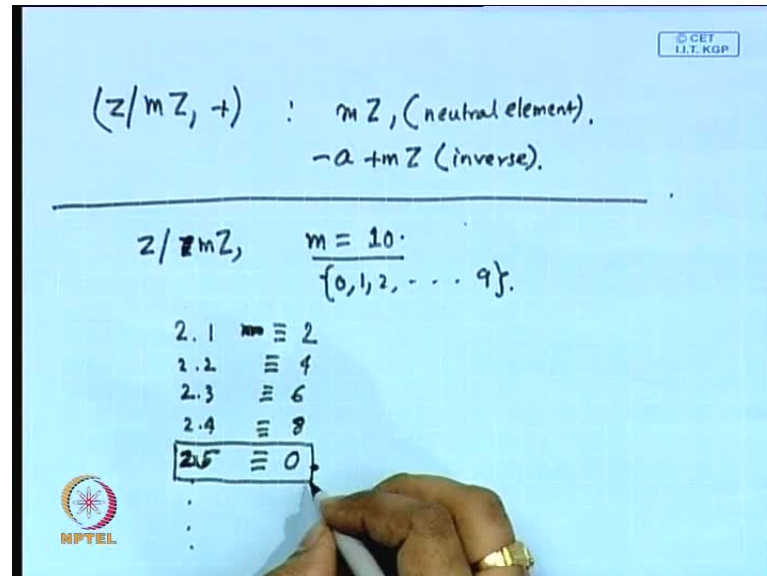 © CET
I.I.T. KGP
(Z/mZ, +) : mZ, (neutral element).
-a + mZ (inverse).
Z/mZ, m = 10.
{0, 1, 2, - - - 9}.
2.1 ≡ 2
2.2 ≡ 4
2.3 ≡ 6
2.4 ≡ 8
2.5 ≡ 0
NPTEL